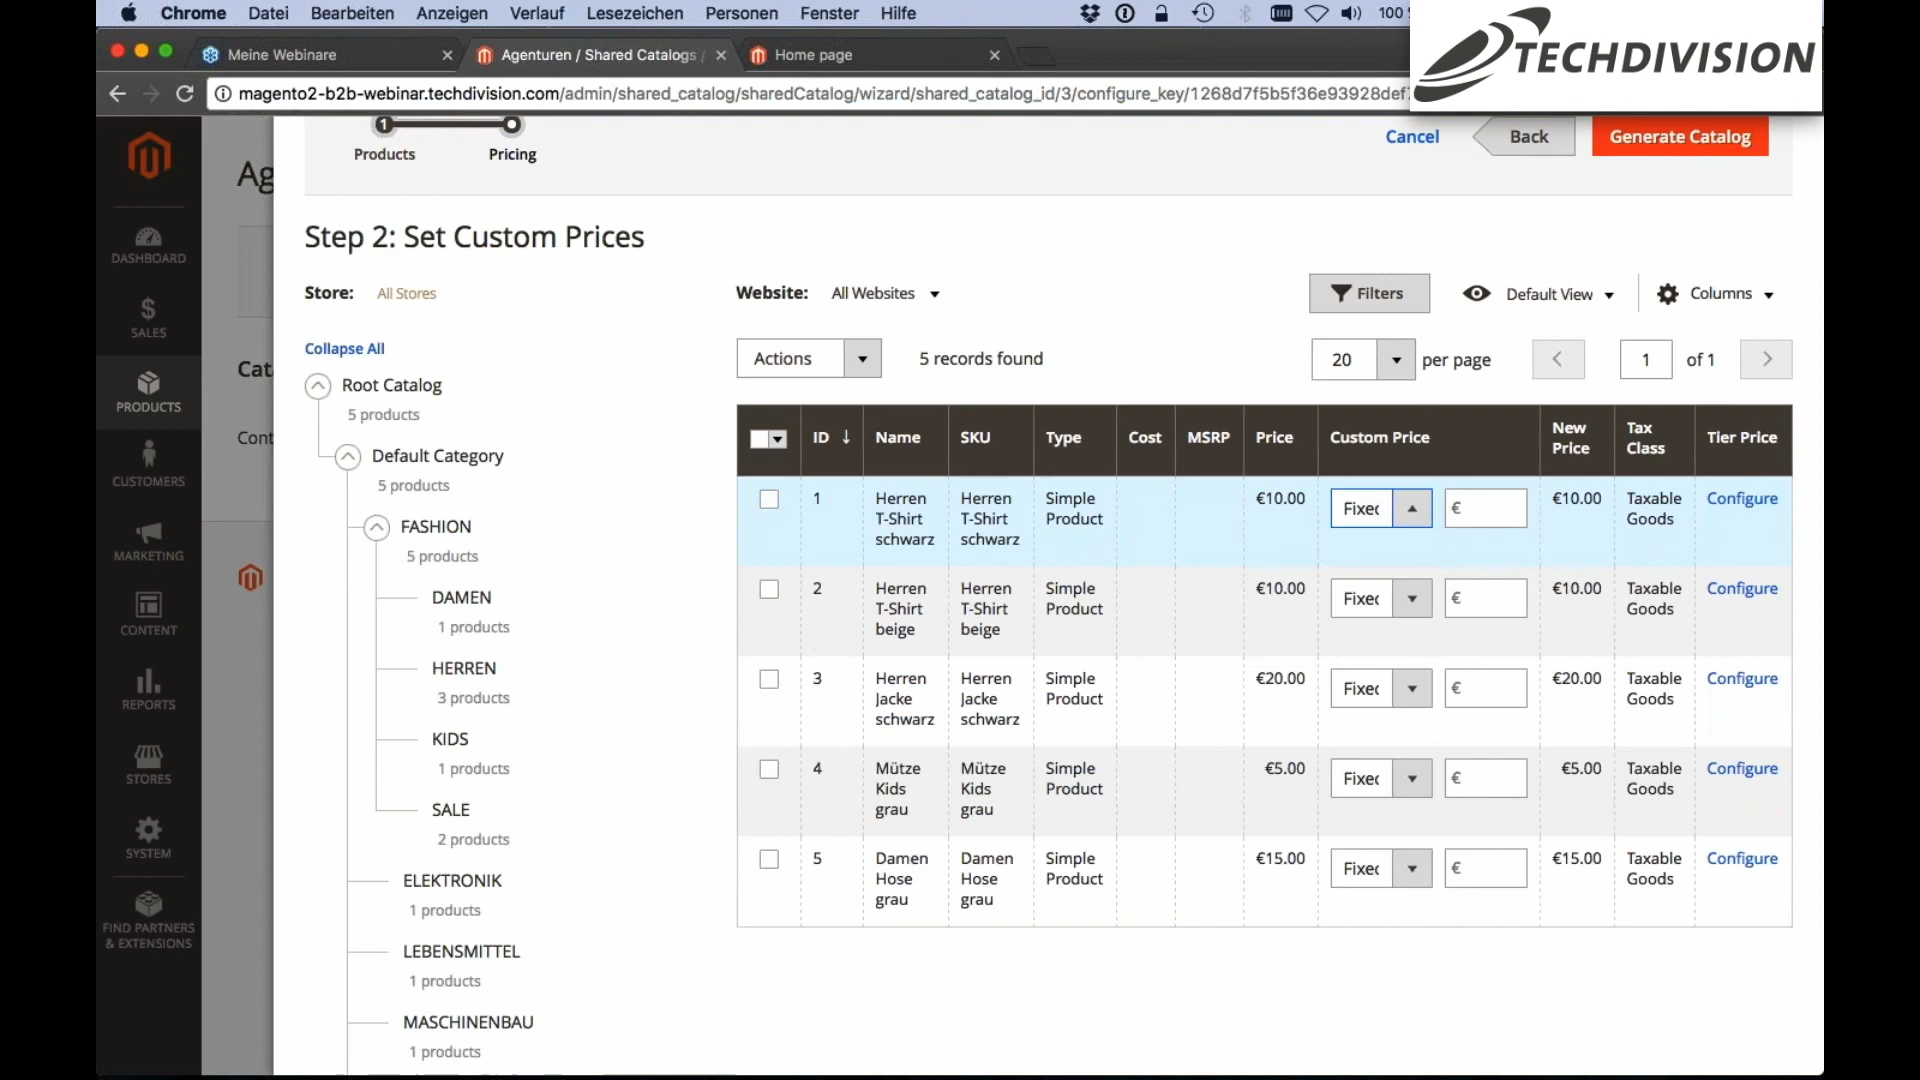 Chrome Datei Bearbeiten Anzeigen Verlauf Lesezeichen Personen Fenster Hilfe 100
TECHDIVISION
Meine Webinare
Agenturen / Shared Catalogs /
Home page
magento2-b2b-webinar.techdivision.com/admin/shared_catalog/sharedCatalog/wizard/shared_catalog_id/3/configure_key/1268d7f5b5f36e93928def
1
Products
Pricing
Cancel
Back
Generate Catalog
DASHBOARD
$
SALES
PRODUCTS
CUSTOMERS
MARKETING
CONTENT
REPORTS
STORES
SYSTEM
FIND PARTNERS
& EXTENSIONS
Ag
Cat
Cont
Step 2: Set Custom Prices
Store: All Stores
Website: All Websites
Filters
Default View
Columns
Collapse All
Actions
5 records found
20 per page
1 of 1
Root Catalog
5 products
Default Category
5 products
FASHION
5 products
DAMEN
1 products
HERREN
3 products
KIDS
1 products
SALE
2 products
ELEKTRONIK
1 products
LEBENSMITTEL
1 products
MASCHINENBAU
1 products
ID ↓ Name SKU Type Cost MSRP Price Custom Price New Price Tax Class Tier Price
1 Herren T-Shirt schwarz Herren T-Shirt schwarz Simple Product €10.00 Fixed € €10.00 Taxable Goods Configure
2 Herren T-Shirt beige Herren T-Shirt beige Simple Product €10.00 Fixed € €10.00 Taxable Goods Configure
3 Herren Jacke schwarz Herren Jacke schwarz Simple Product €20.00 Fixed € €20.00 Taxable Goods Configure
4 Mütze Kids grau Mütze Kids grau Simple Product €5.00 Fixed € €5.00 Taxable Goods Configure
5 Damen Hose grau Damen Hose grau Simple Product €15.00 Fixed € €15.00 Taxable Goods Configure